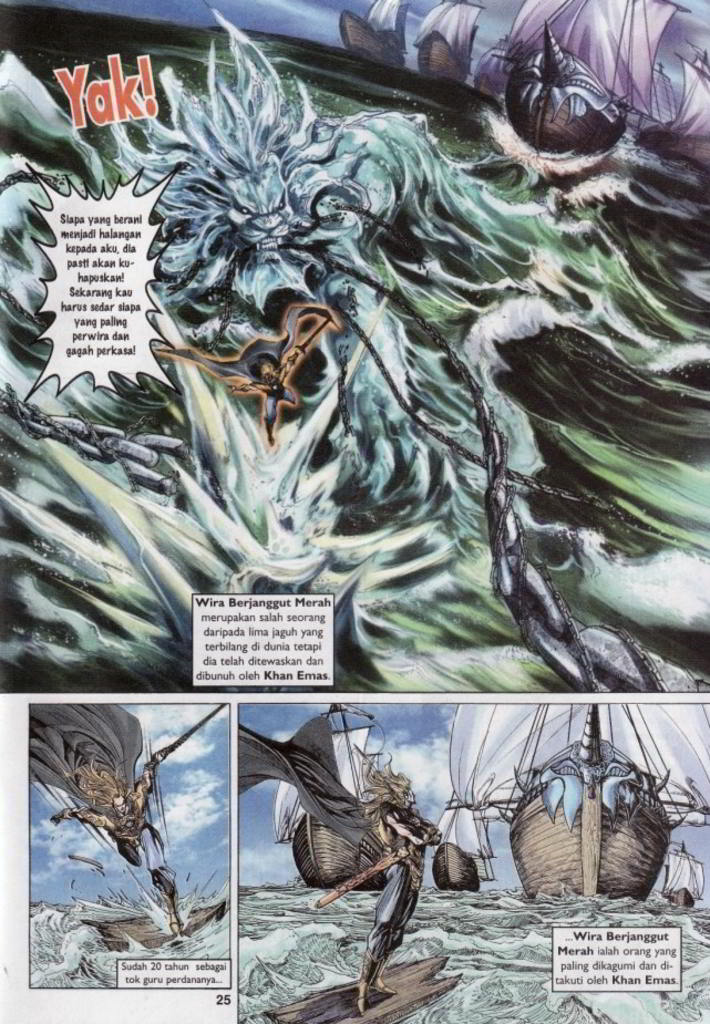 Yak!
Siapa yang berani
menjadi halangan
kepada aku, dia
pasti akan ku-
hapuskan!
Sekarang kau
harus sedar siapa
yang paling
perwira dan
gagah perkasa!
Wira Berjanggut Merah
merupakan salah seorang
daripada lima jaguh yang
terbilang di dunia tetapi
dia telah ditewaskan dan
dibunuh oleh Khan Emas.
Sudah 20 tahun sebagai
tok guru perdananya...
...Wira Berjanggut
Merah ialah orang yang
paling dikagumi dan di-
takuti oleh Khan Emas.
25